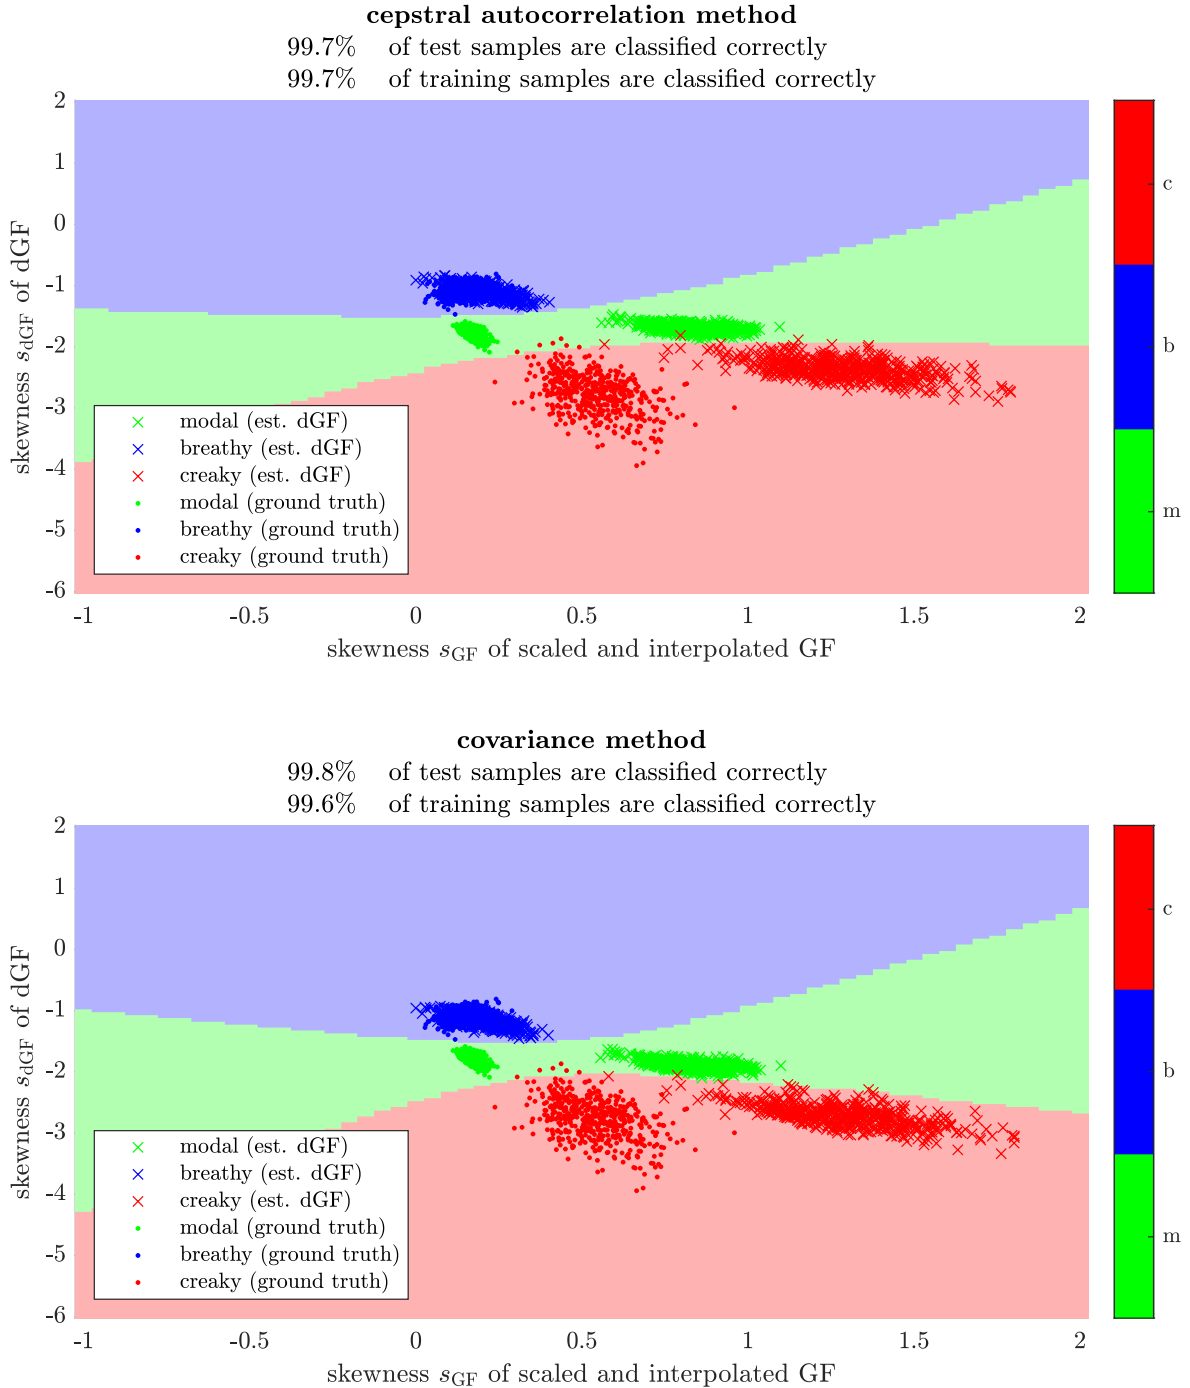 cepstral autocorrelation method
99.7% of test samples are classified correctly
99.7% of training samples are classified correctly
2
1
0
-1
-2
-3
-4
-5
-6
skewness s_dGF of dGF
modal (est. dGF)
breathy (est. dGF)
creaky (est. dGF)
modal (ground truth)
breathy (ground truth)
creaky (ground truth)
c
b
m
-1 -0.5 0 0.5 1 1.5 2
skewness s_GF of scaled and interpolated GF
covariance method
99.8% of test samples are classified correctly
99.6% of training samples are classified correctly
2
1
0
-1
-2
-3
-4
-5
-6
skewness s_dGF of dGF
modal (est. dGF)
breathy (est. dGF)
creaky (est. dGF)
modal (ground truth)
breathy (ground truth)
creaky (ground truth)
c
b
m
-1 -0.5 0 0.5 1 1.5 2
skewness s_GF of scaled and interpolated GF